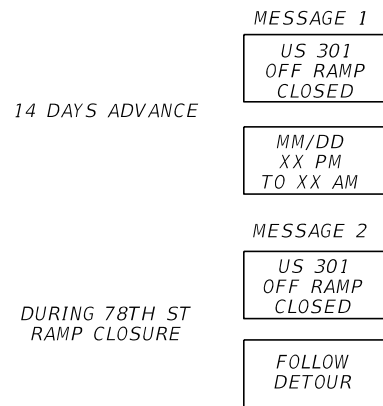 MESSAGE 1
US 301
OFF RAMP
CLOSED
14 DAYS ADVANCE
MM/DD
XX PM
TO XX AM
MESSAGE 2
US 301
OFF RAMP
CLOSED
DURING 78TH ST
RAMP CLOSURE
FOLLOW
DETOUR